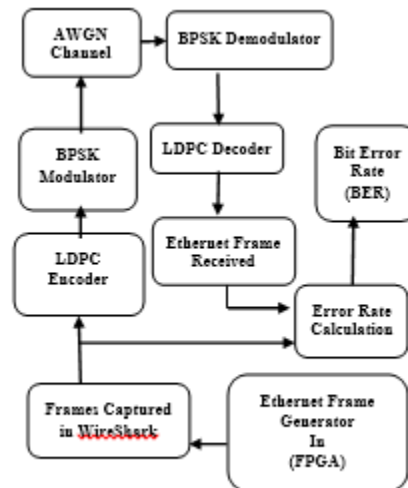 AWGN
Channel
BPSK Demodulator
BPSK
Modulator
LDPC Decoder
Bit Error
Rate
(BER)
LDPC
Encoder
Ethernet Frame
Received
Error Rate
Calculation
Frames Captured
in WireShark
Ethernet Frame
Generator
In
(FPGA)